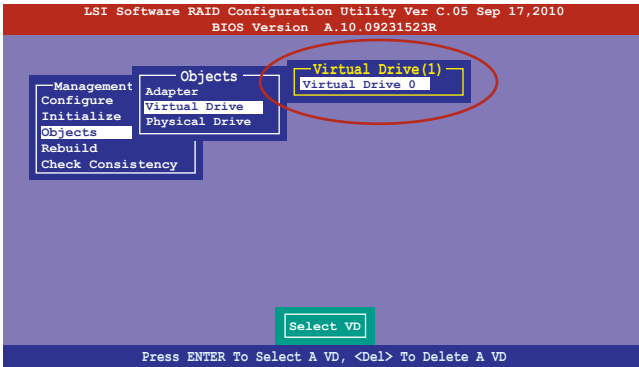 LSI Software RAID Configuration Utility Ver C.05 Sep 17,2010
BIOS Version A.10.09231523R
Management
Configure
Initialize
Objects
Rebuild
Check Consistency
Objects
Adapter
Virtual Drive
Physical Drive
Virtual Drive(1)
Virtual Drive 0
Select VD
Press ENTER To Select A VD, <Del> To Delete A VD